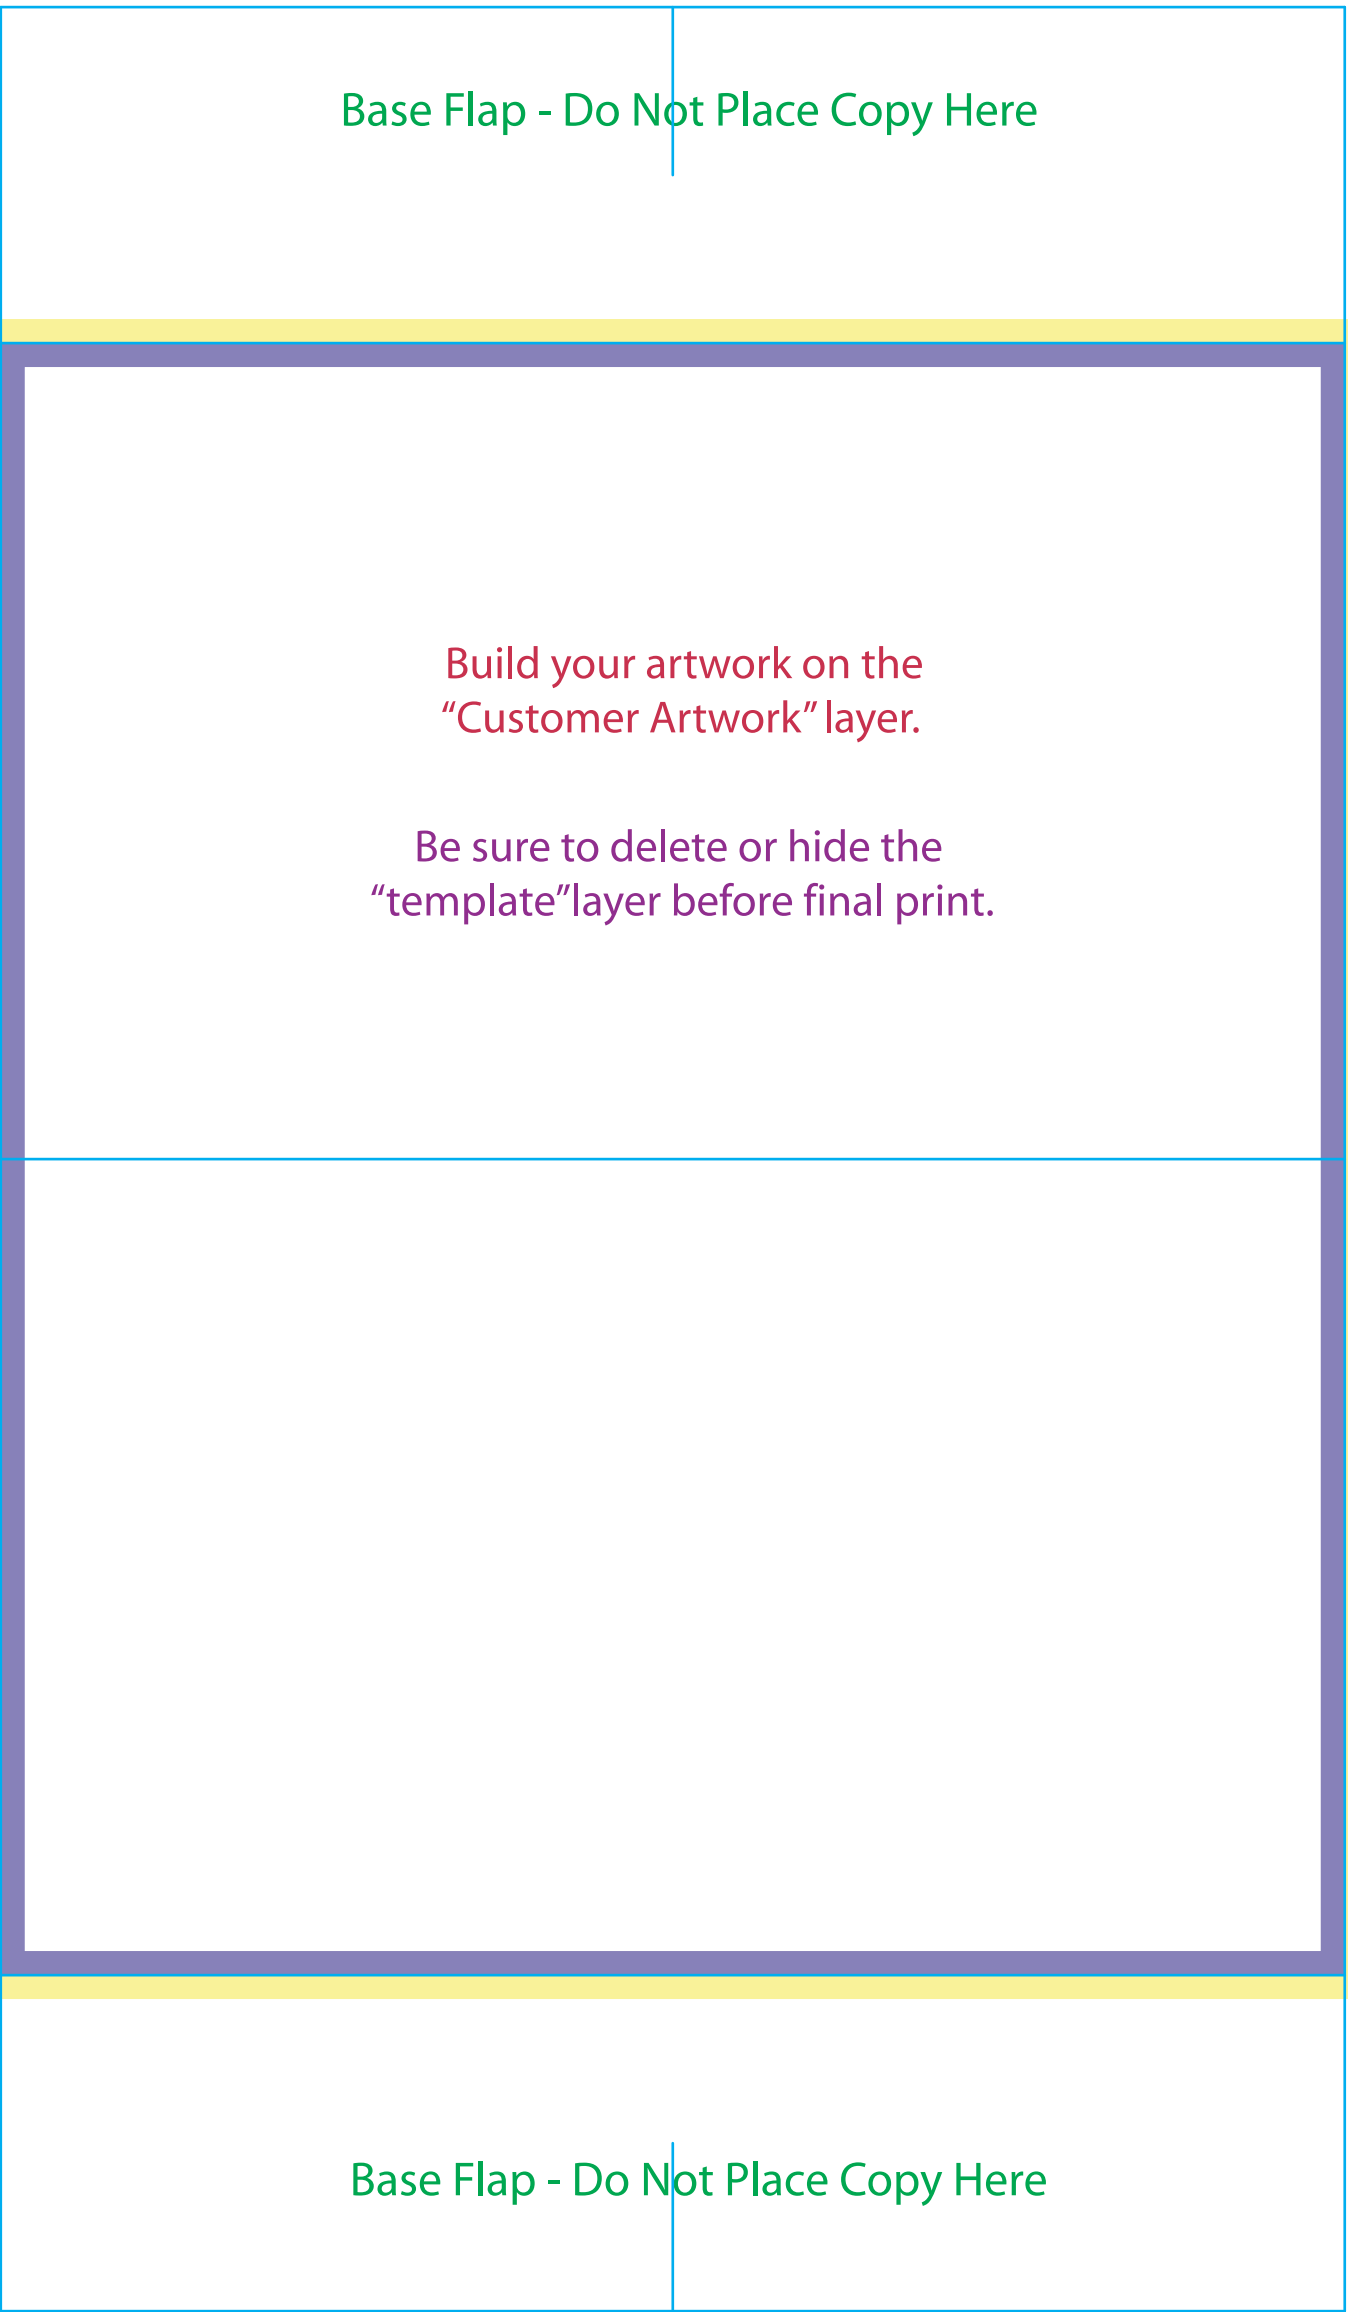 Base Flap - Do Not Place Copy Here
Build your artwork on the
“Customer Artwork” layer.
Be sure to delete or hide the
“template”layer before final print.
Base Flap - Do Not Place Copy Here